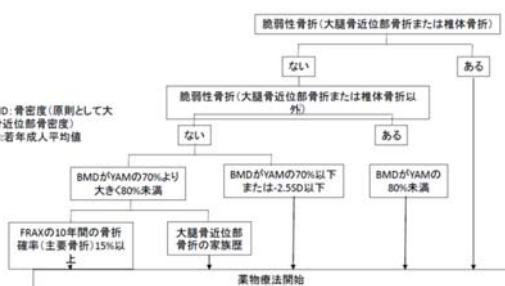 脆弱性骨折(大腿骨近位部骨折または椎体骨折)
ない
ある
脆弱性骨折(大腿骨近位部骨折または椎体骨折以
外)
D:骨密度(原則として大
近位部骨密度)
:若年成人平均値
ない
ある
BMDがYAMの70%より
大きく80%未満
BMDがYAMの70%以下
または-2.5SD以下
BMDがYAMの
80%未満
FRAXの10年間の骨折
確率(主要骨折)15%以
上
大腿骨近位部
骨折の家族歴
薬物療法開始